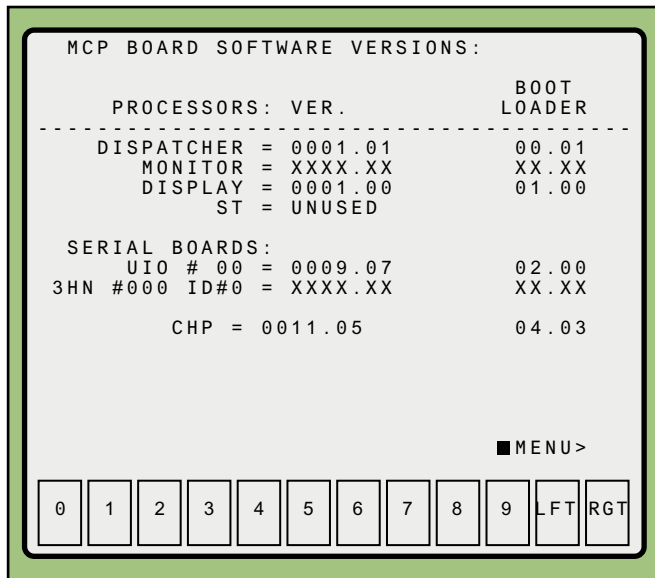 MCP BOARD SOFTWARE VERSIONS:
BOOT
PROCESSORS: VER. LOADER
- - - - - - - - - - - - - - - - - - - - - - - - - - - - - - - - - - - - - - - -
DISPATCHER = 0001.01 00.01
MONITOR = XXXX.XX XX.XX
DISPLAY = 0001.00 01.00
ST = UNUSED
SERIAL BOARDS:
UIO # 00 = 0009.07 02.00
3HN #000 ID#0 = XXXX.XX XX.XX
CHP = 0011.05 04.03
■MENU>
0 1 2 3 4 5 6 7 8 9 LFT RGT